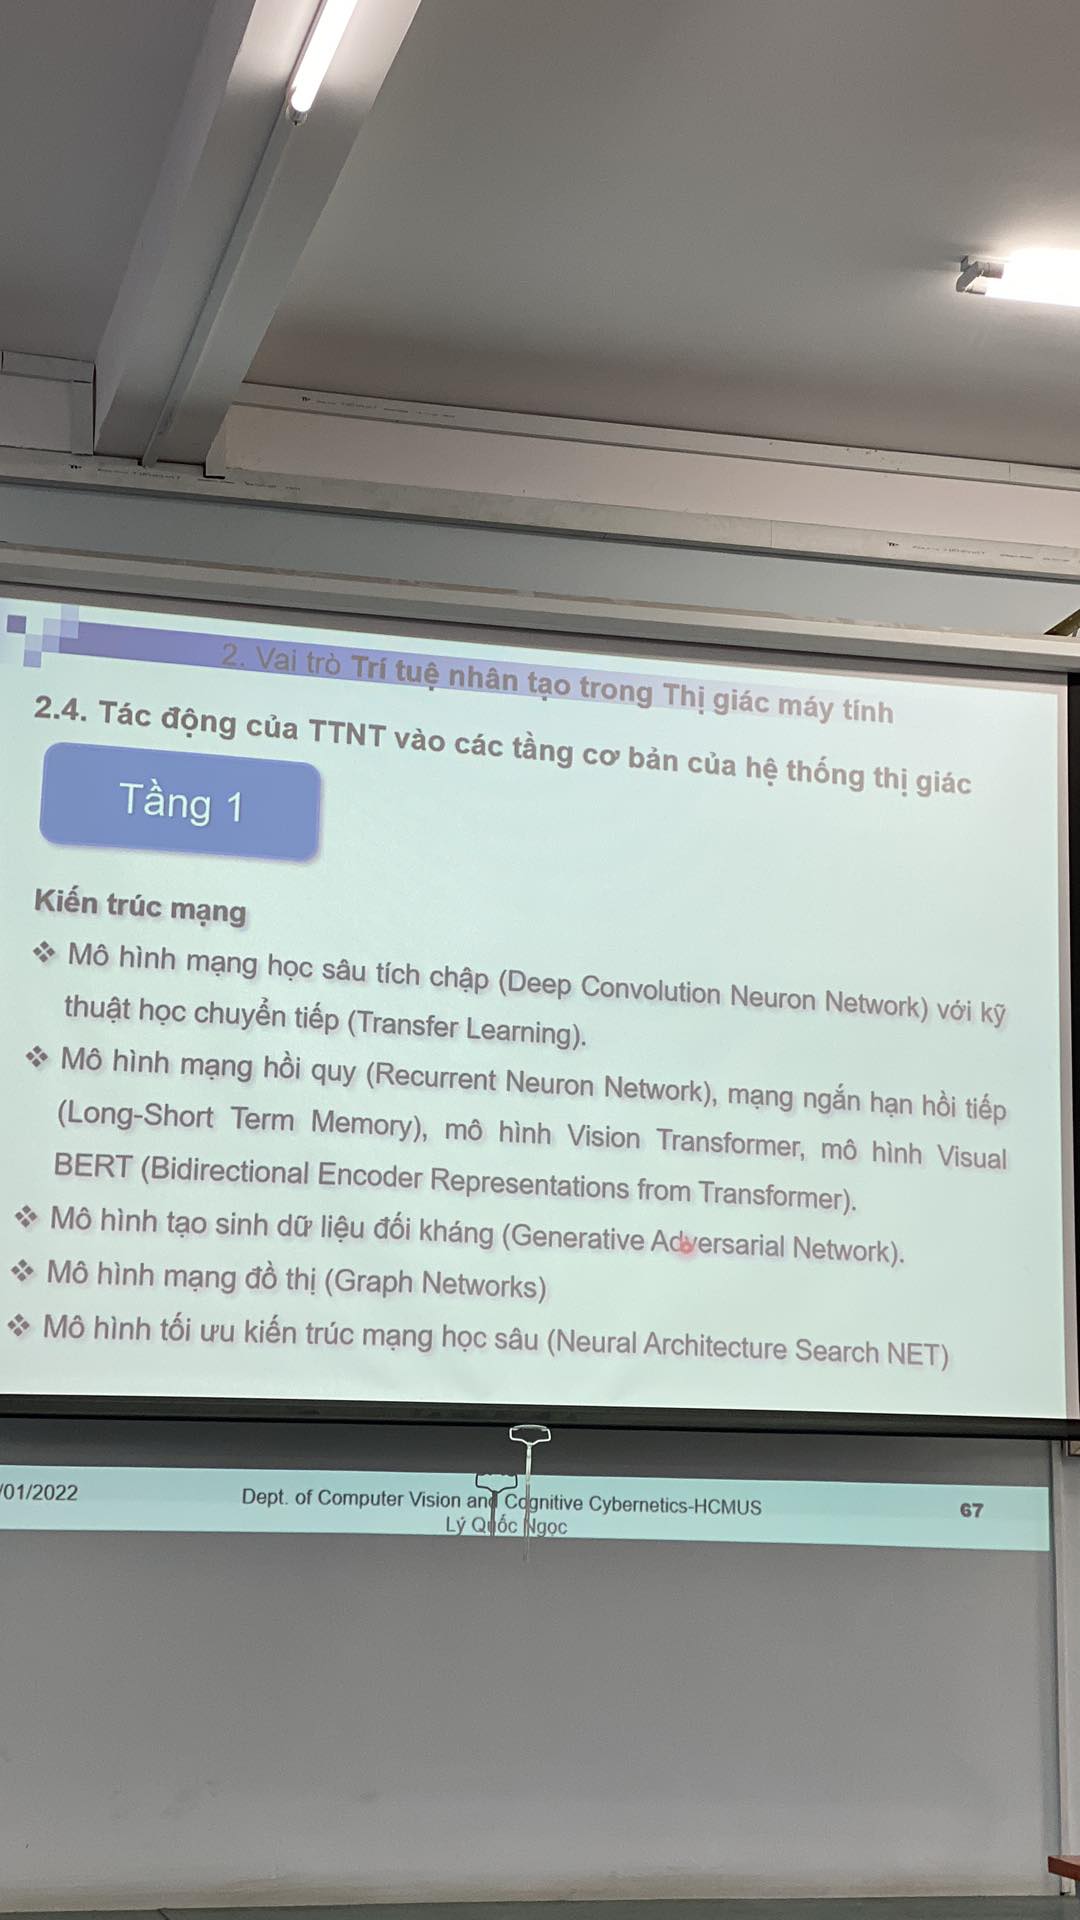 2. Vai trò Trí tuệ nhân tạo trong Thị giác máy tính
2.4. Tác động của TTNT vào các tầng cơ bản của hệ thống thị giác
Tầng 1
Kiến trúc mạng
❖ Mô hình mạng học sâu tích chập (Deep Convolution Neuron Network) với kỹ
thuật học chuyển tiếp (Transfer Learning).
❖ Mô hình mạng hồi quy (Recurrent Neuron Network), mạng ngắn hạn hồi tiếp
(Long-Short Term Memory), mô hình Vision Transformer, mô hình Visual
BERT (Bidirectional Encoder Representations from Transformer).
❖ Mô hình tạo sinh dữ liệu đối kháng (Generative Adversarial Network).
❖ Mô hình mạng đồ thị (Graph Networks)
❖ Mô hình tối ưu kiến trúc mạng học sâu (Neural Architecture Search NET)
/01/2022
Dept. of Computer Vision and Cognitive Cybernetics-HCMUS
Lý Quốc Ngọc
67